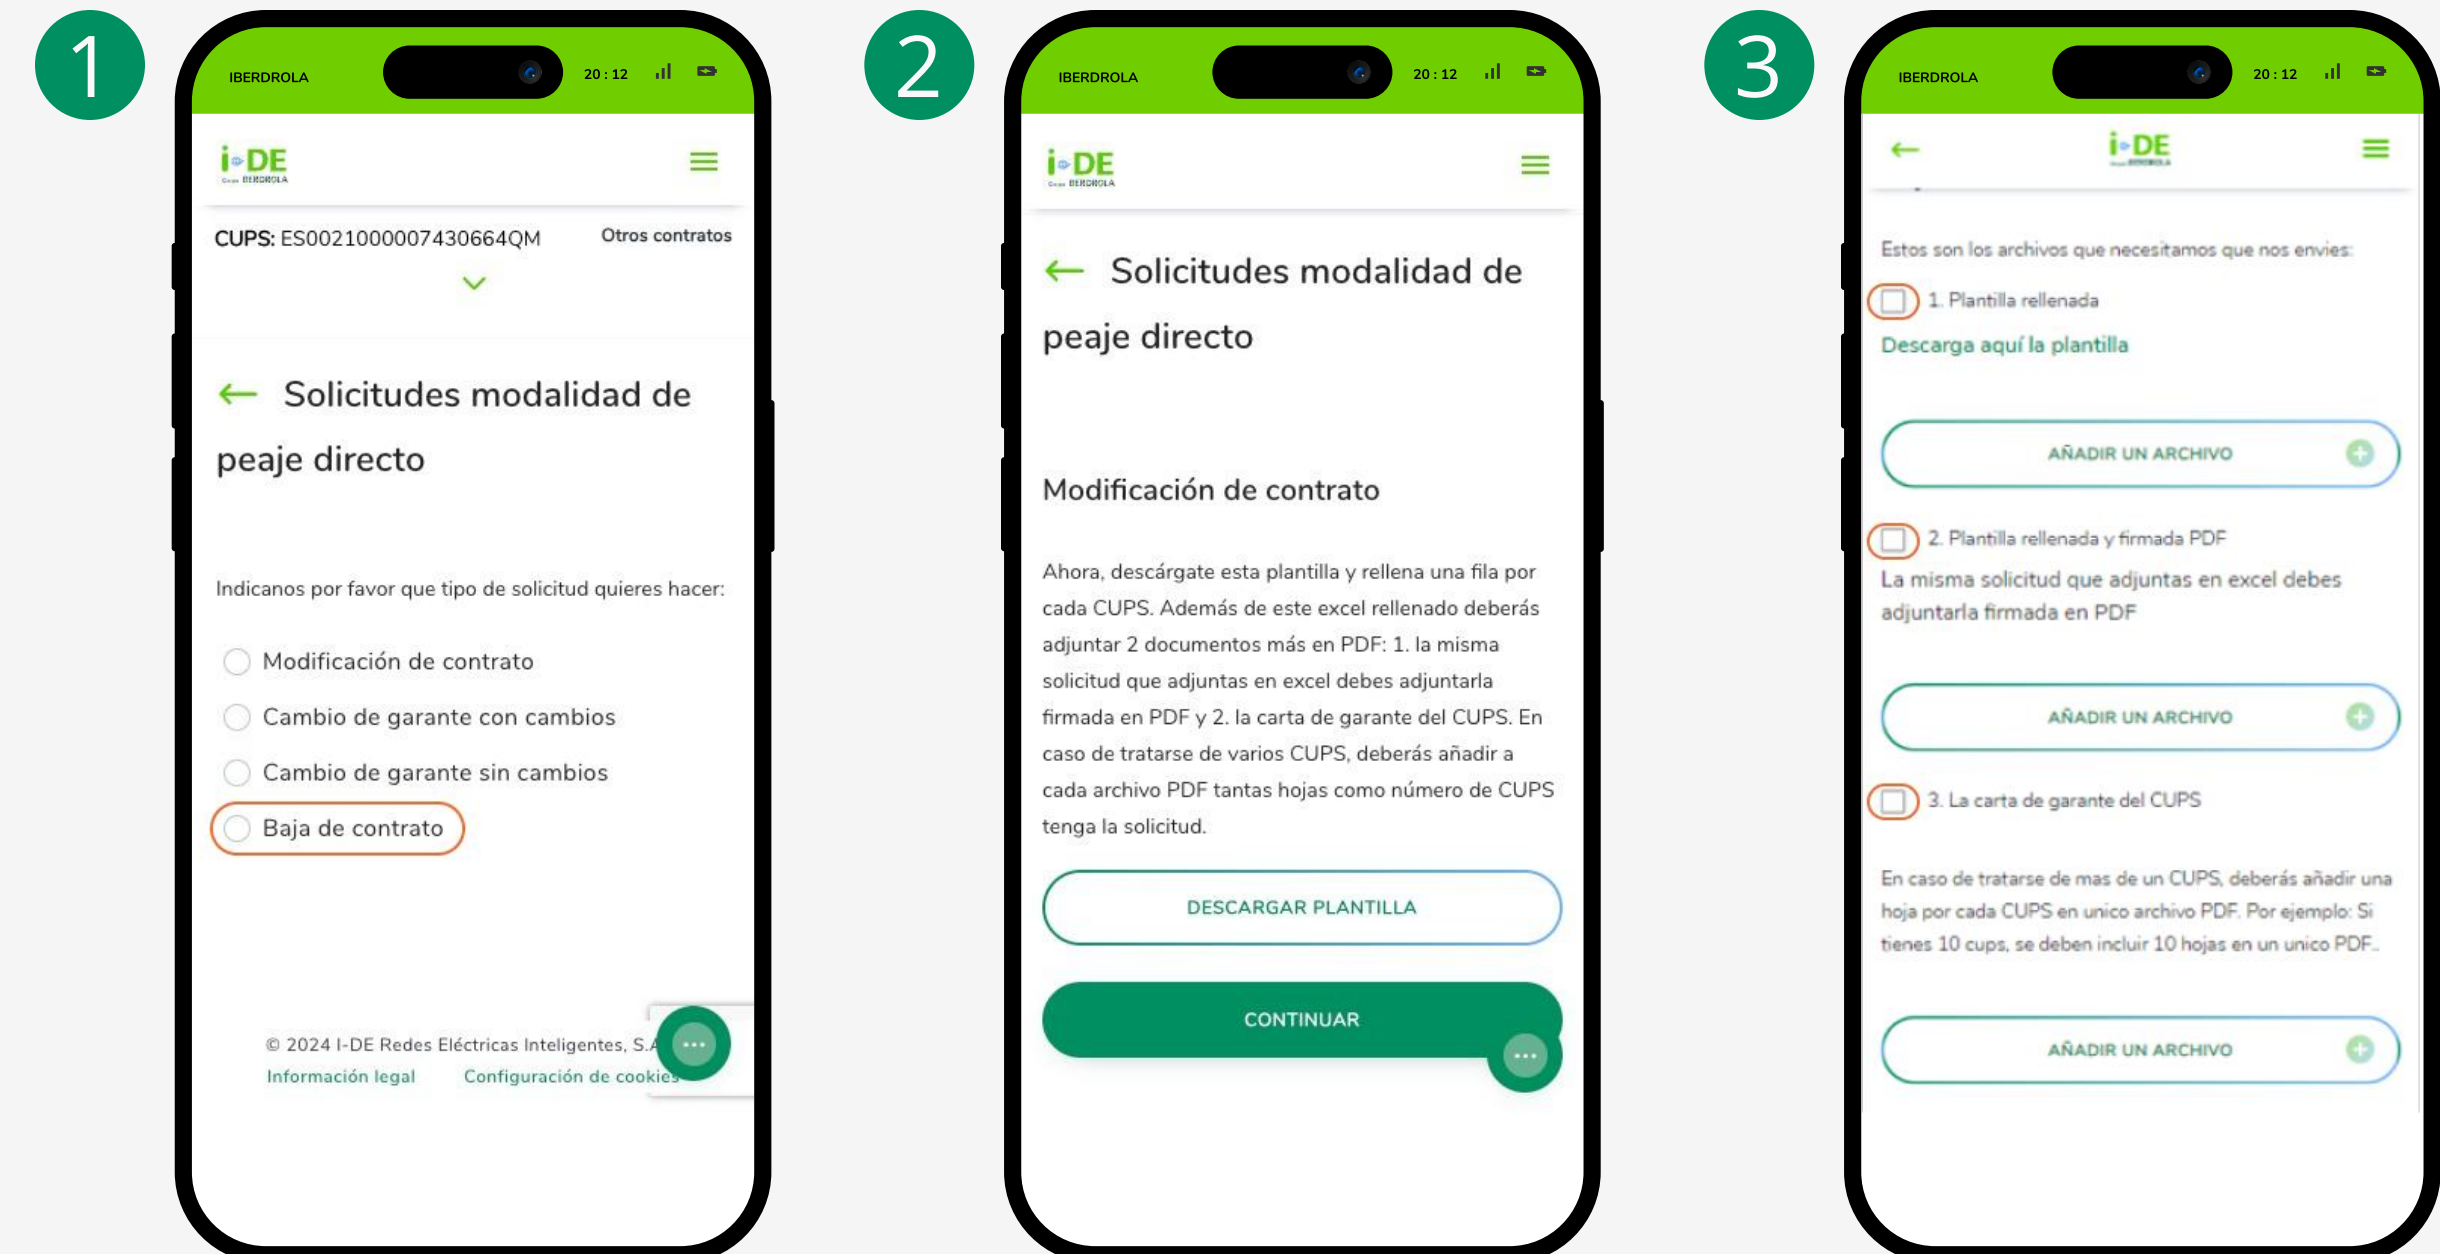 1
IBERDROLA
20 : 12
i-DE
Grupo IBERDROLA
CUPS: ES0021000007430664QM
Otros contratos
Solicitudes modalidad de
peaje directo
Indicanos por favor que tipo de solicitud quieres hacer:
Modificación de contrato
Cambio de garante con cambios
Cambio de garante sin cambios
Baja de contrato
© 2024 I-DE Redes Eléctricas Inteligentes, S.A
Información legal
Configuración de cookies
2
IBERDROLA
20 : 12
i-DE
Grupo IBERDROLA
Solicitudes modalidad de
peaje directo
Modificación de contrato
Ahora, descárgate esta plantilla y rellena una fila por
cada CUPS. Además de este excel rellenado deberás
adjuntar 2 documentos más en PDF: 1. la misma
solicitud que adjuntas en excel debes adjuntarla
firmada en PDF y 2. la carta de garante del CUPS. En
caso de tratarse de varios CUPS, deberás añadir a
cada archivo PDF tantas hojas como número de CUPS
tenga la solicitud.
DESCARGAR PLANTILLA
CONTINUAR
3
IBERDROLA
20 : 12
i-DE
IBERDROLA
Estos son los archivos que necesitamos que nos envies:
1. Plantilla rellenada
Descarga aquí la plantilla
AÑADIR UN ARCHIVO
2. Plantilla rellenada y firmada PDF
La misma solicitud que adjuntas en excel debes
adjuntarla firmada en PDF
AÑADIR UN ARCHIVO
3. La carta de garante del CUPS
En caso de tratarse de mas de un CUPS, deberás añadir una
hoja por cada CUPS en unico archivo PDF. Por ejemplo: Si
tienes 10 cups, se deben incluir 10 hojas en un unico PDF..
AÑADIR UN ARCHIVO